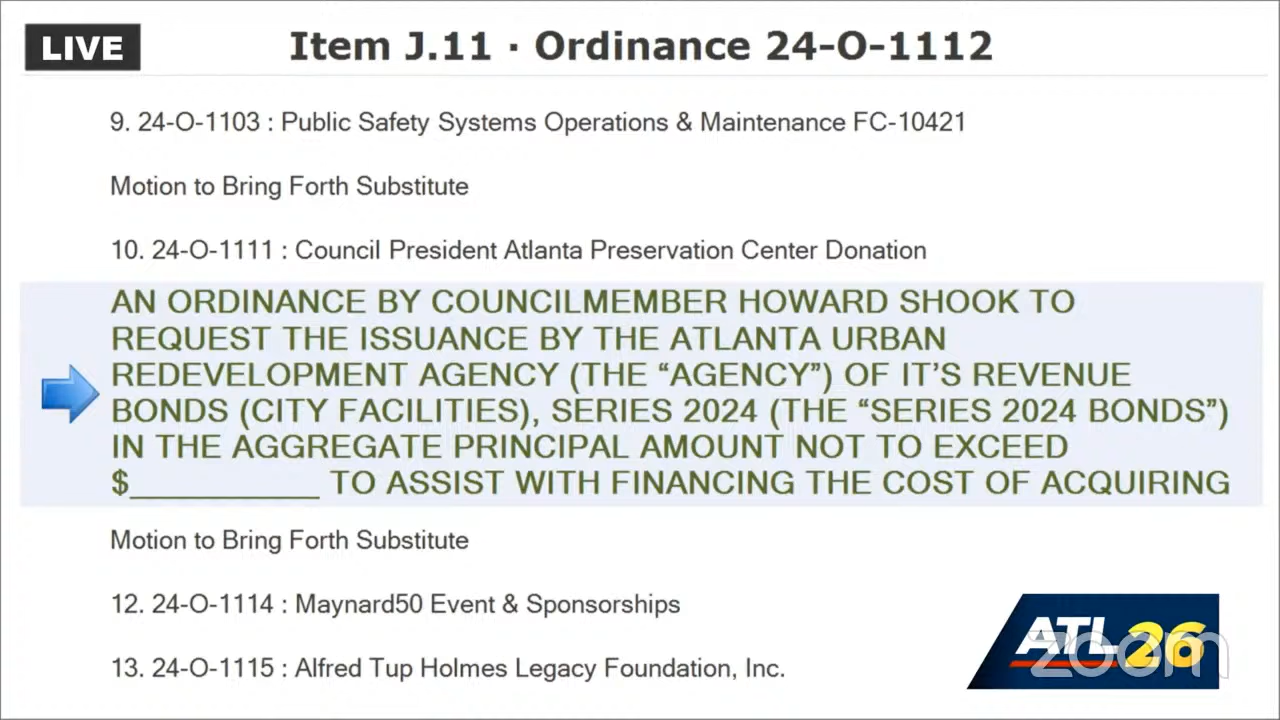 LIVE
Item J.11 · Ordinance 24-O-1112
9. 24-O-1103 : Public Safety Systems Operations & Maintenance FC-10421
Motion to Bring Forth Substitute
10. 24-O-1111 : Council President Atlanta Preservation Center Donation
AN ORDINANCE BY COUNCILMEMBER HOWARD SHOOK TO
REQUEST THE ISSUANCE BY THE ATLANTA URBAN
REDEVELOPMENT AGENCY (THE “AGENCY”) OF IT’S REVENUE
BONDS (CITY FACILITIES), SERIES 2024 (THE “SERIES 2024 BONDS”)
IN THE AGGREGATE PRINCIPAL AMOUNT NOT TO EXCEED
$______________ TO ASSIST WITH FINANCING THE COST OF ACQUIRING
Motion to Bring Forth Substitute
12. 24-O-1114 : Maynard50 Event & Sponsorships
13. 24-O-1115 : Alfred Tup Holmes Legacy Foundation, Inc.
ATL 26
zoom